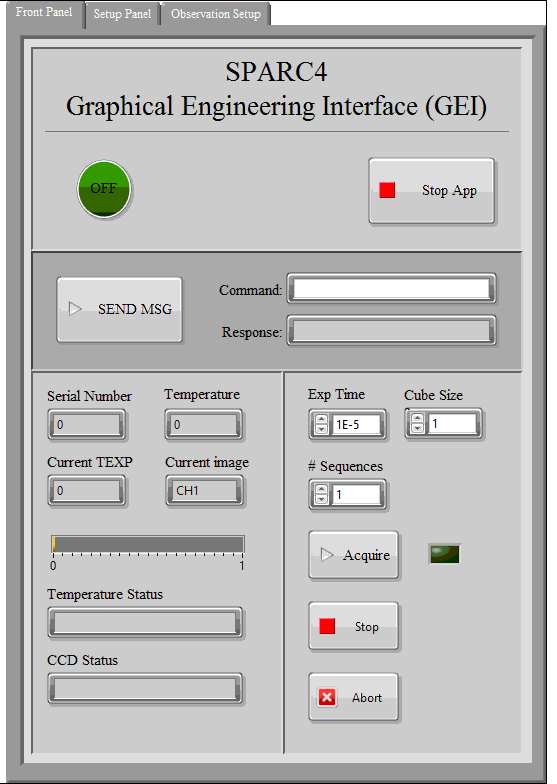 Front Panel
Setup Panel
Observation Setup
SPARC4
Graphical Engineering Interface (GEI)
OFF
Stop App
SEND MSG
Command:
Response:
Serial Number
Temperature
0
0
Current TEXP
Current image
0
CH1
0
1
Temperature Status
CCD Status
Exp Time
Cube Size
1E-5
1
# Sequences
1
Acquire
Stop
Abort